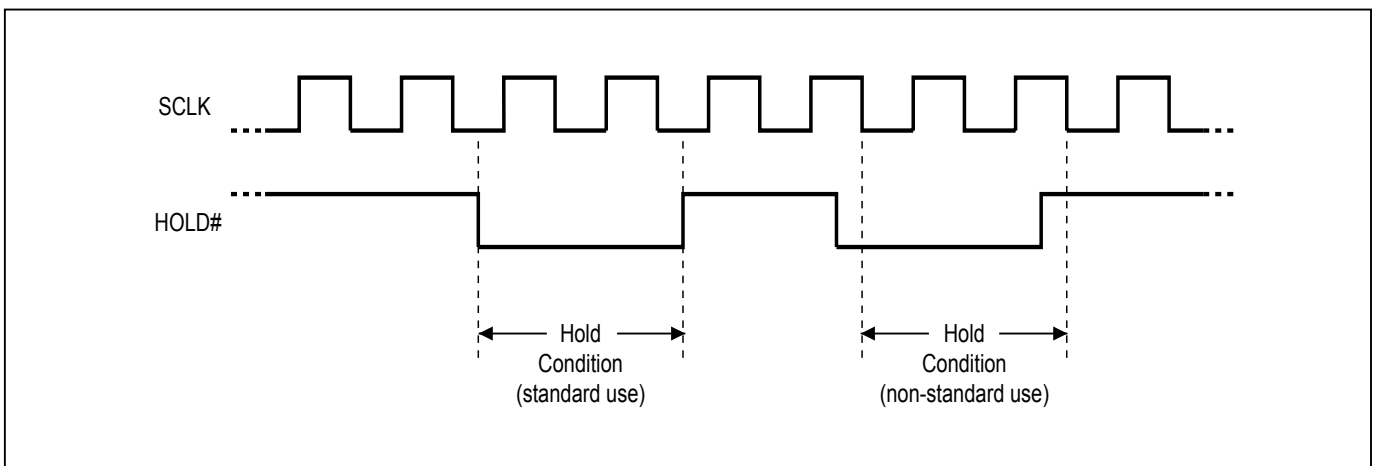 SCLK
HOLD#
Hold
Condition
(standard use)
Hold
Condition
(non-standard use)